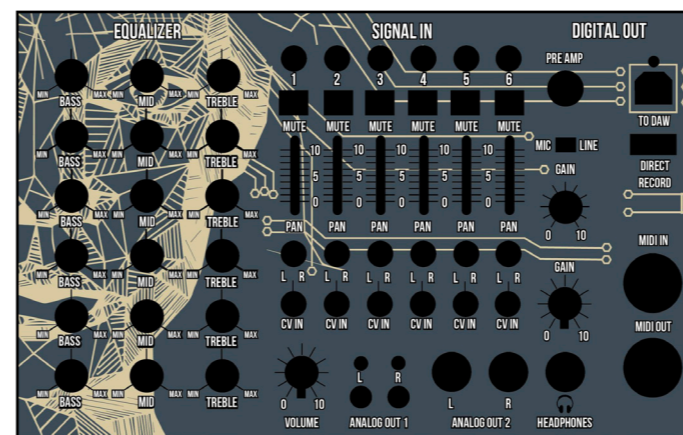 EQUALIZER SIGNAL IN DIGITAL OUT
PRE AMP
1 2 3 4 5 6
MIN MAX MIN MAX MIN MAX
BASS MID TREBLE
TO DAW
MUTE MUTE MUTE MUTE MUTE MUTE
MIC LINE
10 10 10 10 10 10
MIN MAX MIN MAX MIN MAX
BASS MID TREBLE
DIRECT
RECORD
GAIN
5 5 5 5 5 5
0 0 0 0 0 0
MIN MAX MIN MAX MIN MAX
BASS MID TREBLE
PAN PAN PAN PAN PAN PAN
0 10
MIDI IN
GAIN
L R L R L R L R L R L R
MIN MAX MIN MAX MIN MAX
BASS MID TREBLE
CV IN CV IN CV IN CV IN CV IN CV IN
MIDI OUT
0 10
MIN MAX MIN MAX MIN MAX
BASS MID TREBLE
L R
MIN MAX MIN MAX MIN MAX
BASS MID TREBLE
0 10
L R
VOLUME ANALOG OUT 1 ANALOG OUT 2 HEADPHONES